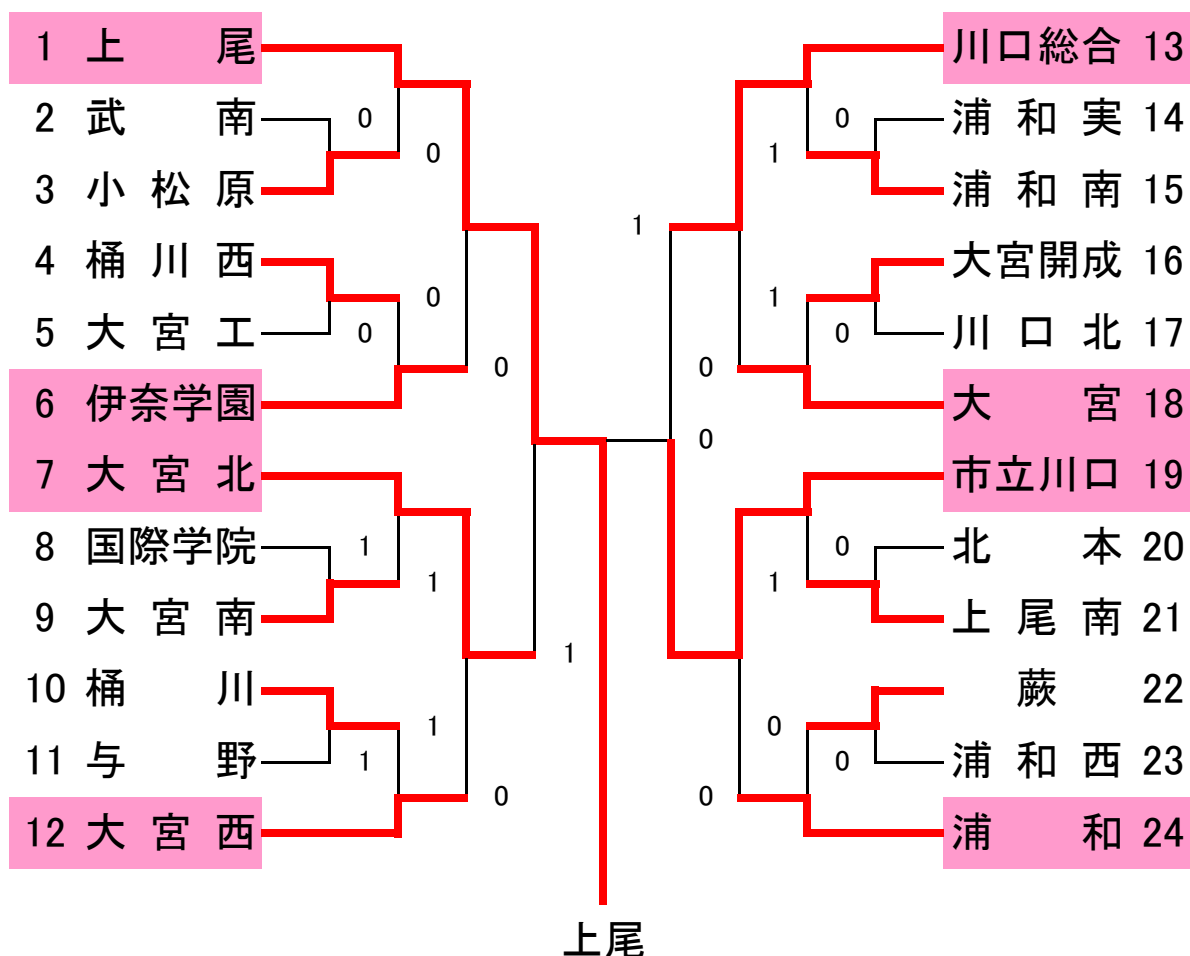 1 上尾
2 武南
3 小松原
4 桶川西
5 大宮工
6 伊奈学園
7 大宮北
8 国際学院
9 大宮南
10 桶川
11 与野
12 大宮西
0
0
0
0
0
1
1
1
1
1
0
上尾
1
0
1
1
0
0
0
0
1
0
0
0
川口総合 13
浦和実 14
浦和南 15
大宮開成 16
川口北 17
大宮 18
市立川口 19
北本 20
上尾南 21
蕨 22
浦和西 23
浦和 24